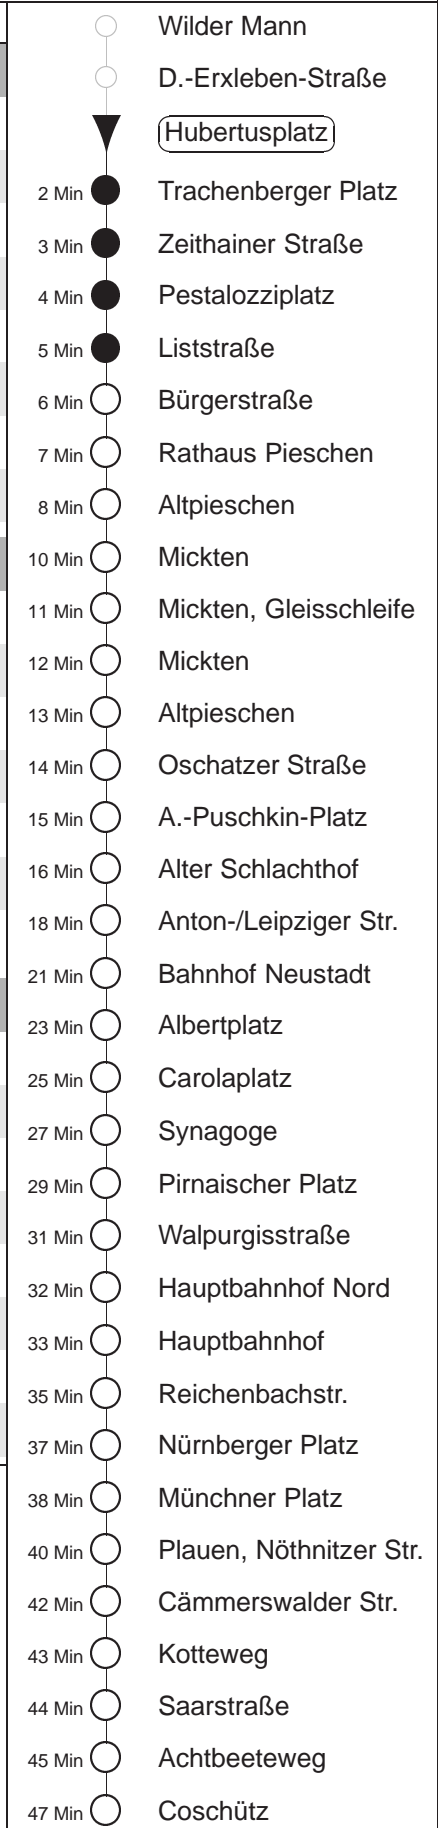 Wilder Mann
D.-Erxleben-Straße
Hubertusplatz
2 Min Trachenberger Platz
3 Min Zeithainer Straße
4 Min Pestalozziplatz
5 Min Liststraße
6 Min Bürgerstraße
7 Min Rathaus Pieschen
8 Min Altpieschen
10 Min Mickten
11 Min Mickten, Gleisschleife
12 Min Mickten
13 Min Altpieschen
14 Min Oschatzer Straße
15 Min A.-Puschkin-Platz
16 Min Alter Schlachthof
18 Min Anton-/Leipziger Str.
21 Min Bahnhof Neustadt
23 Min Albertplatz
25 Min Carolaplatz
27 Min Synagoge
29 Min Pirnaischer Platz
31 Min Walpurgisstraße
32 Min Hauptbahnhof Nord
33 Min Hauptbahnhof
35 Min Reichenbachstr.
37 Min Nürnberger Platz
38 Min Münchner Platz
40 Min Plauen, Nöthnitzer Str.
42 Min Cämmerswalder Str.
43 Min Kotteweg
44 Min Saarstraße
45 Min Achtbeeteweg
47 Min Coschütz